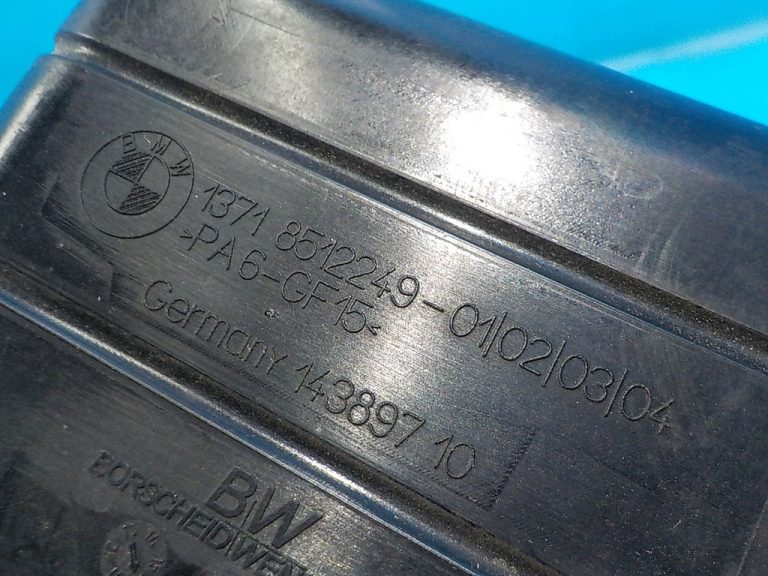 BMW
1371 8512249-01/02/03/04
>PA6-GF15<
Germany 143897 10
BW
BORSCHEIDWEN